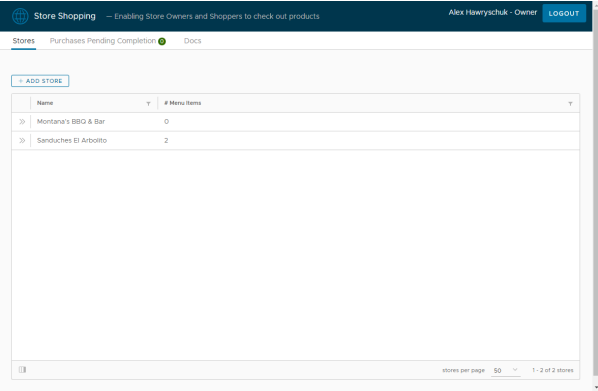 Store Shopping — Enabling Store Owners and Shoppers to check out products Alex Hawryschuk - Owner LOGOUT
Stores Purchases Pending Completion 0 Docs
+ ADD STORE
Name # Menu Items
Montana's BBQ & Bar 0
Sanduches El Arbolito 2
stores per page 50 1 - 2 of 2 stores